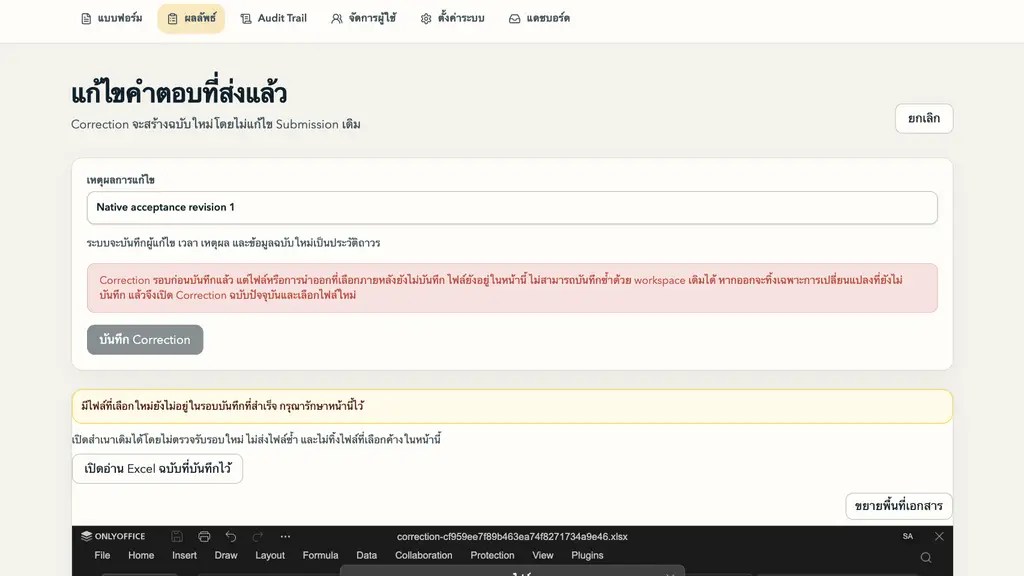 แบบฟอร์ม ผลลัพธ์ Audit Trail จัดการผู้ใช้ ตั้งค่าระบบ แดชบอร์ด
แก้ไขคำตอบที่ส่งแล้ว
Correction จะสร้างฉบับใหม่โดยไม่แก้ไข Submission เดิม
ยกเลิก
เหตุผลการแก้ไข
Native acceptance revision 1
ระบบจะบันทึกผู้แก้ไข เวลา เหตุผล และข้อมูลฉบับใหม่เป็นประวัติถาวร
Correction รอบก่อนบันทึกแล้ว แต่ไฟล์หรือการนำออกที่เลือกภายหลังยังไม่บันทึก ไฟล์ยังอยู่ในหน้านี้ ไม่สามารถบันทึกซ้ำด้วย workspace เดิมได้ หากออกจะทิ้งเฉพาะการเปลี่ยนแปลงที่ยังไม่
บันทึก แล้วจึงเปิด Correction ฉบับปัจจุบันและเลือกไฟล์ใหม่
บันทึก Correction
มีไฟล์ที่เลือกใหม่ยังไม่อยู่ในรอบบันทึกที่สำเร็จ กรุณารักษาหน้านี้ไว้
เปิดสำเนาเดิมได้โดยไม่ตรวจรับรอบใหม่ ไม่ส่งไฟล์ซ้ำ และไม่ทิ้งไฟล์ที่เลือกค้างในหน้านี้
เปิดอ่าน Excel ฉบับที่บันทึกไว้
ขยายพื้นที่เอกสาร
ONLYOFFICE correction-cf959ee7f89b463ea74f8271734a9e46.xlsx SA
File Home Insert Draw Layout Formula Data Collaboration Protection View Plugins